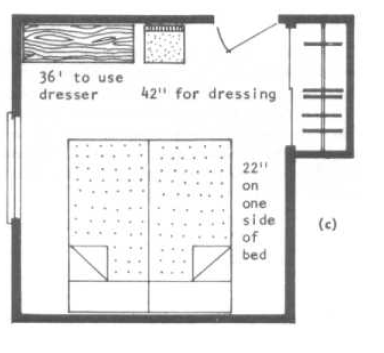 36' to use
dresser
42" for dressing
22"
on
one
side
of
bed
(c)